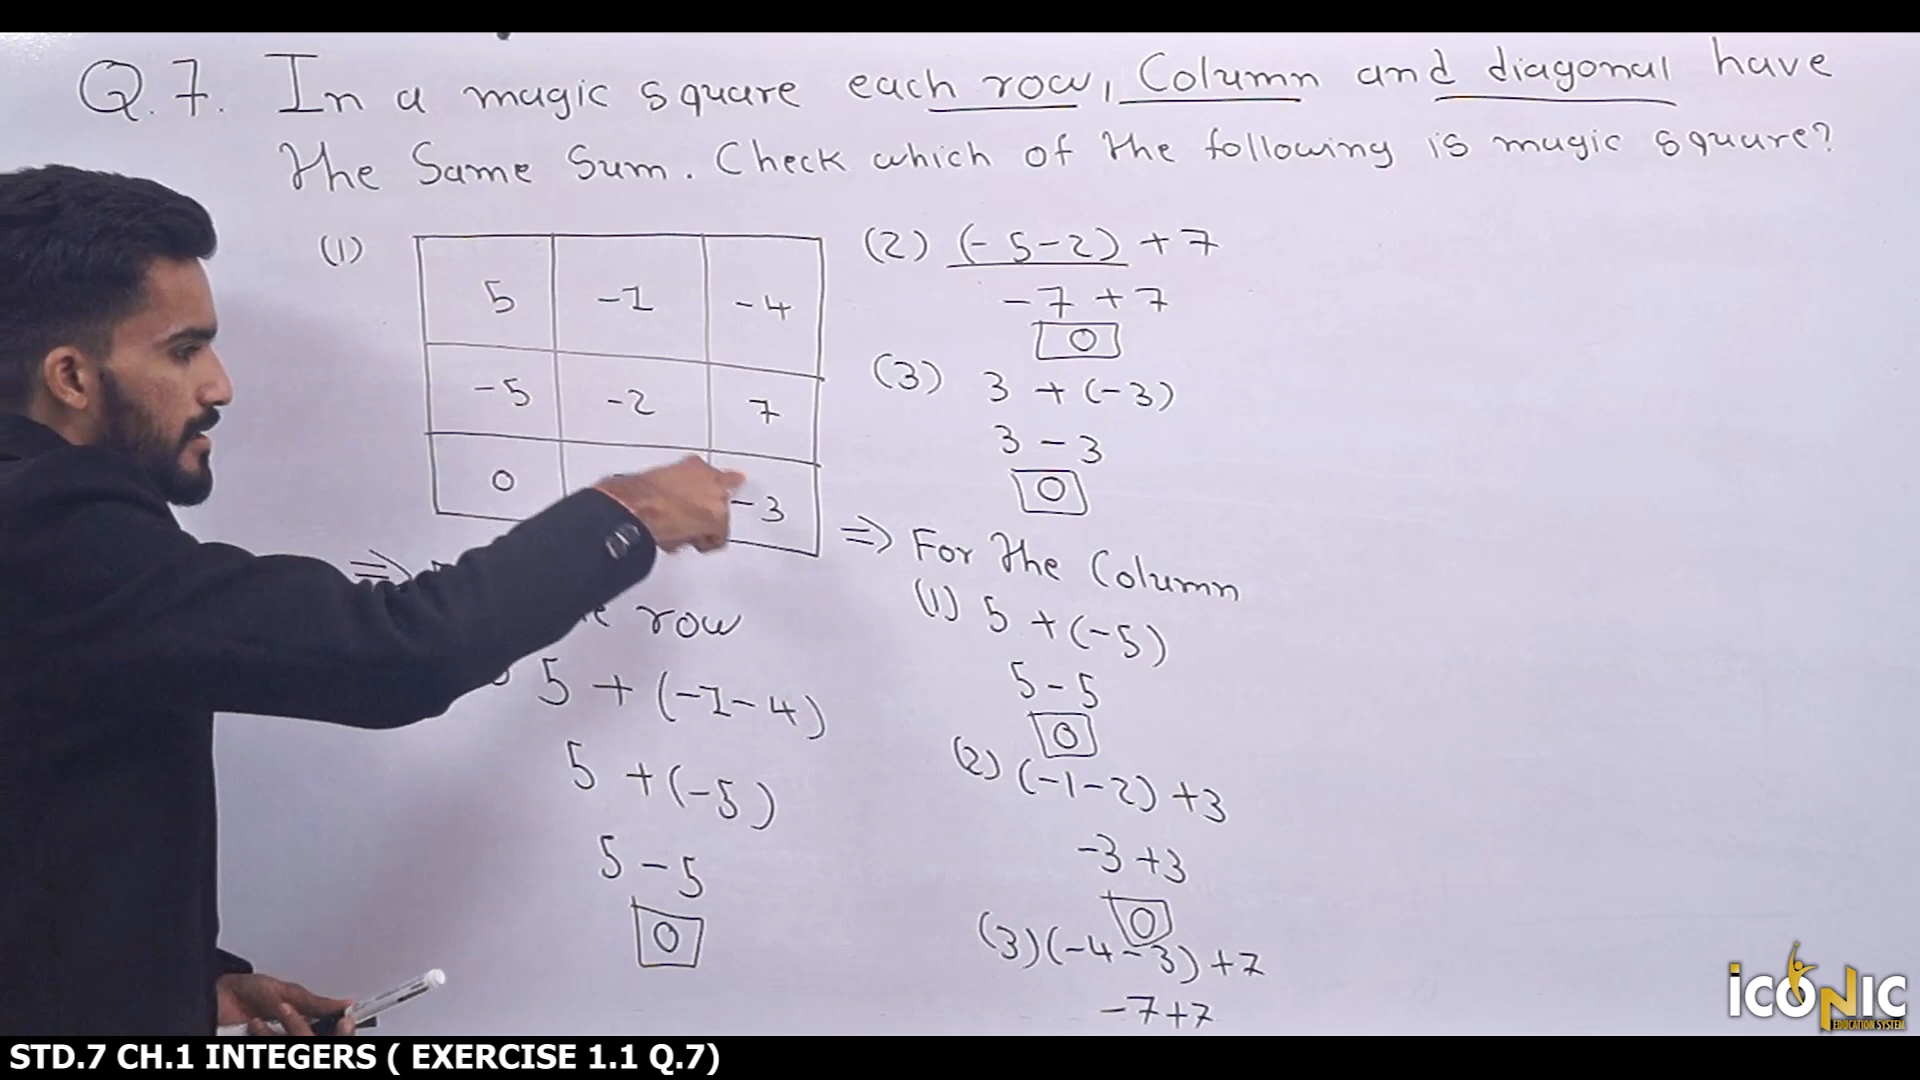 Q.7. In a magic square each row, Column and diagonal have
the Same Sum. Check which of the following is magic square?
(1)
5 -1 -4
-5 -2 7
0 -3
⇒ row
5 + (-1-4)
5 + (-5)
5 - 5
0
(2) (-5-2) + 7
-7 + 7
0
(3) 3 + (-3)
3 - 3
0
⇒ For the Column
(1) 5 + (-5)
5 - 5
0
(2) (-1-2) + 3
-3 + 3
0
(3) (-4-3) + 7
-7 + 7
iCONIC
EDUCATION SYSTEM
STD.7 CH.1 INTEGERS ( EXERCISE 1.1 Q.7)